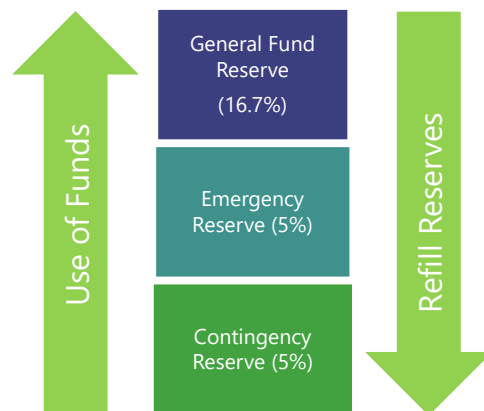 Use of Funds
General Fund
Reserve
(16.7%)
Emergency
Reserve (5%)
Contingency
Reserve (5%)
Refill Reserves